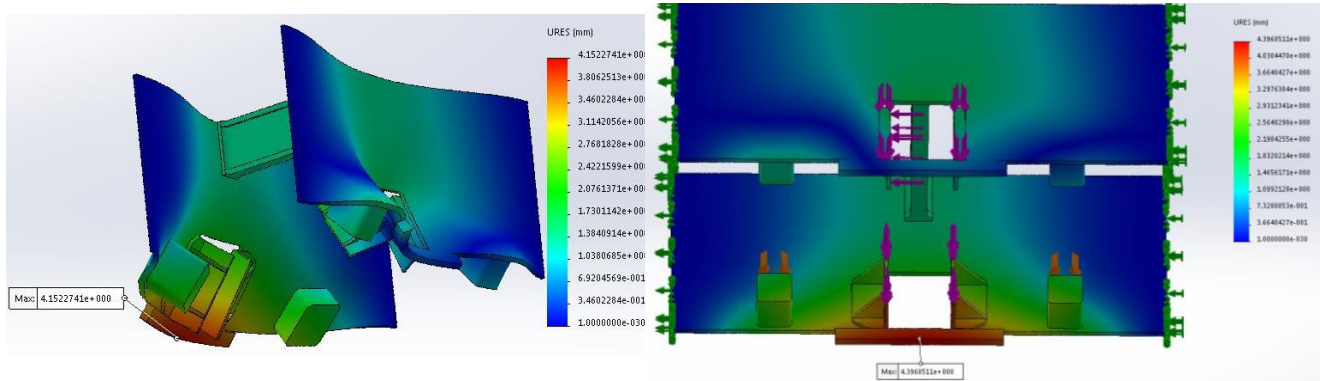 URES (mm)
4.1522741e+000
3.8062513e+000
3.4602284e+000
3.1142056e+000
2.7681828e+000
2.4221599e+000
2.0761371e+000
1.7301142e+000
1.3840914e+000
1.0380685e+000
6.9204569e-001
3.4602284e-001
1.0000000e-030
Max: 4.1522741e+000
URES (mm)
4.3968511e+000
4.0304470e+000
3.6640427e+000
3.2976384e+000
2.9312341e+000
2.5648298e+000
2.1984255e+000
1.8320214e+000
1.4656171e+000
1.0992128e+000
7.3280853e-001
3.6640427e-001
1.0000000e-030
Max: 4.3968511e+000